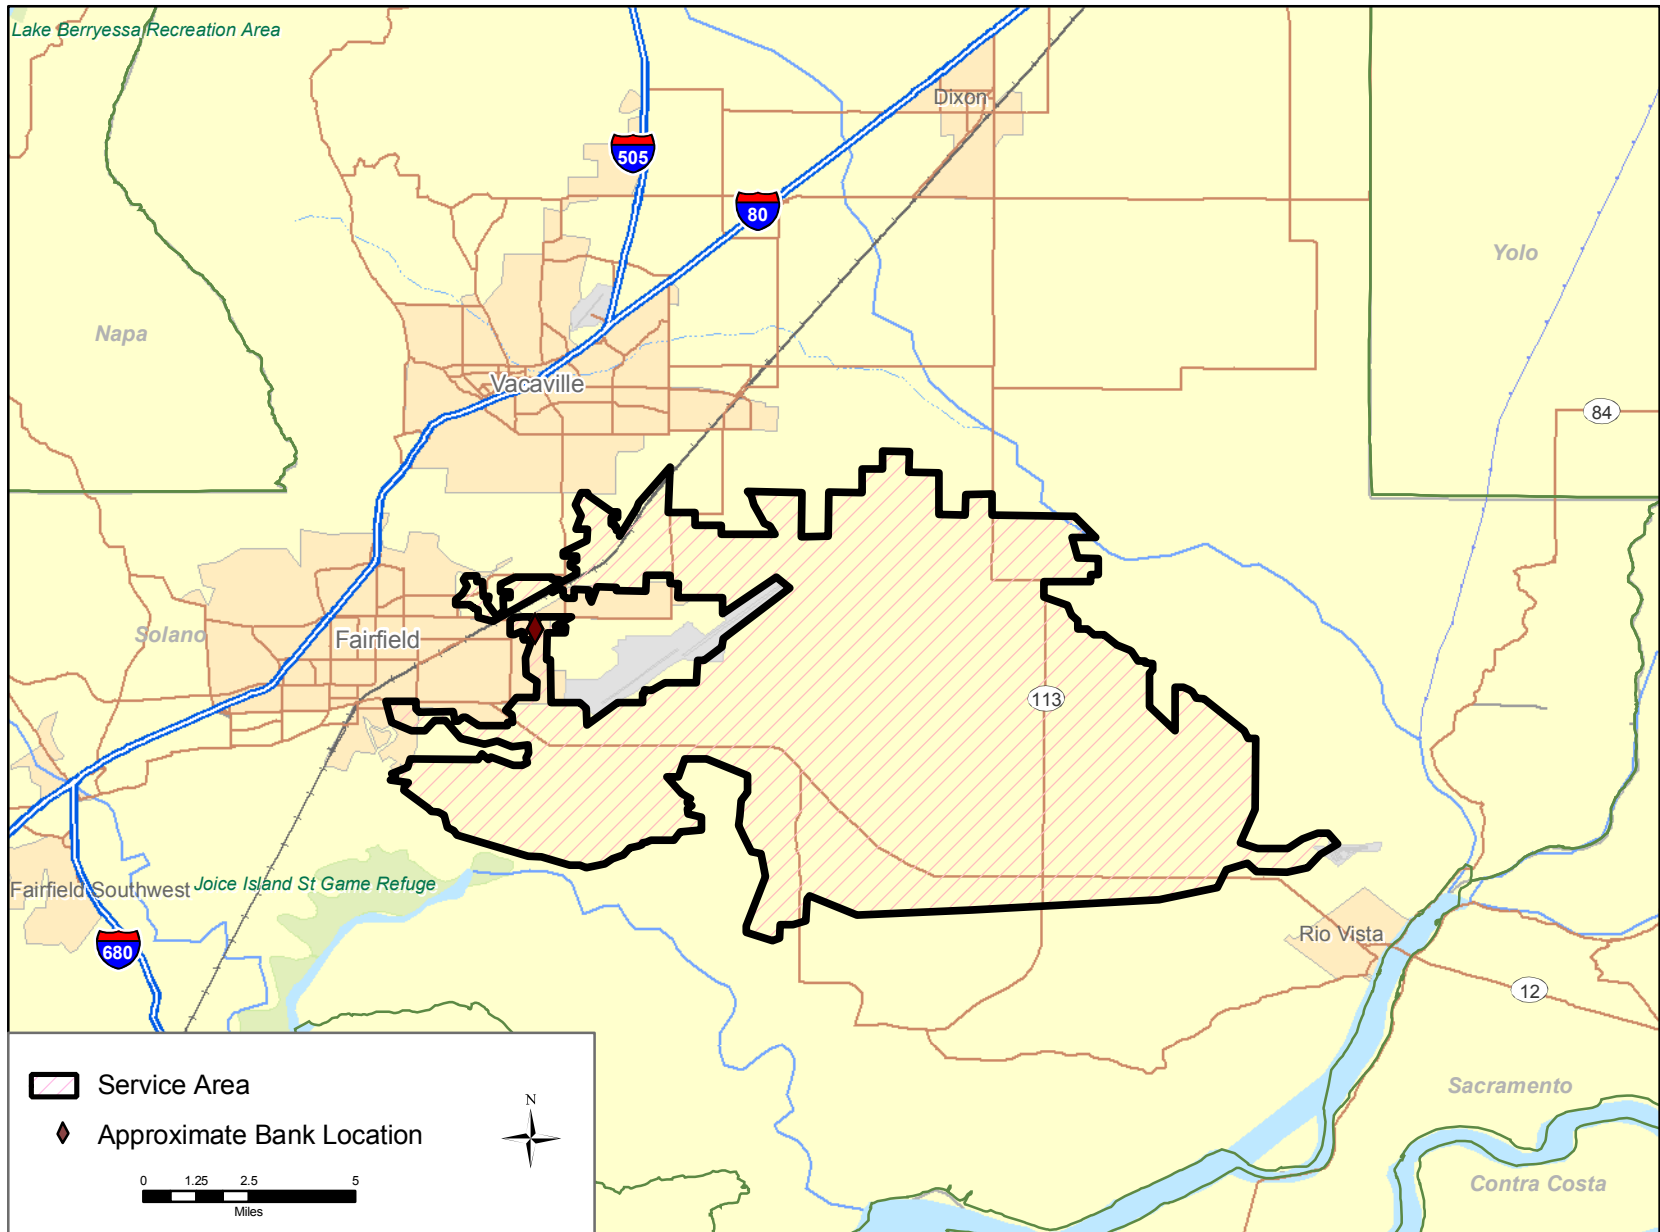 Lake Berryessa Recreation Area
Dixon
505
80
Yolo
Napa
Vacaville
84
Solano
Fairfield
113
Fairfield Southwest
Joice Island St Game Refuge
Rio Vista
680
12
Service Area
Approximate Bank Location
N
0 1.25 2.5 5
Miles
Sacramento
Contra Costa